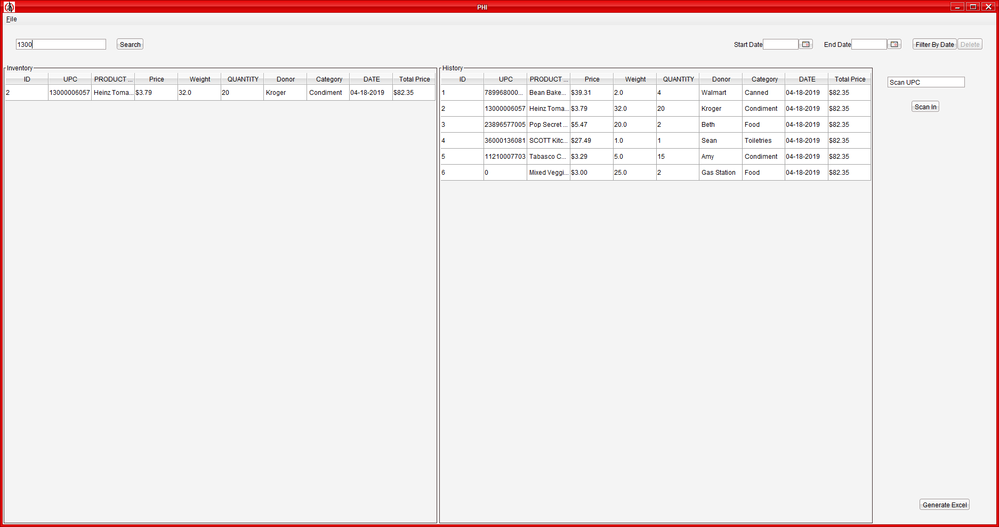 PHI
File
1300 Search Start Date End Date Filter By Date Delete
Inventory
ID UPC PRODUCT ... Price Weight QUANTITY Donor Category DATE Total Price
2 13000006057 Heinz Toma... $3.79 32.0 20 Kroger Condiment 04-18-2019 $82.35
History
ID UPC PRODUCT ... Price Weight QUANTITY Donor Category DATE Total Price
1 789968000... Bean Bake... $39.31 2.0 4 Walmart Canned 04-18-2019 $82.35
2 13000006057 Heinz Toma... $3.79 32.0 20 Kroger Condiment 04-18-2019 $82.35
3 23896577005 Pop Secret ... $5.47 20.0 2 Beth Food 04-18-2019 $82.35
4 36000136081 SCOTT Kitc... $27.49 1.0 1 Sean Toiletries 04-18-2019 $82.35
5 11210007703 Tabasco C... $3.29 5.0 15 Amy Condiment 04-18-2019 $82.35
6 0 Mixed Veggi... $3.00 25.0 2 Gas Station Food 04-18-2019 $82.35
Scan UPC
Scan In
Generate Excel